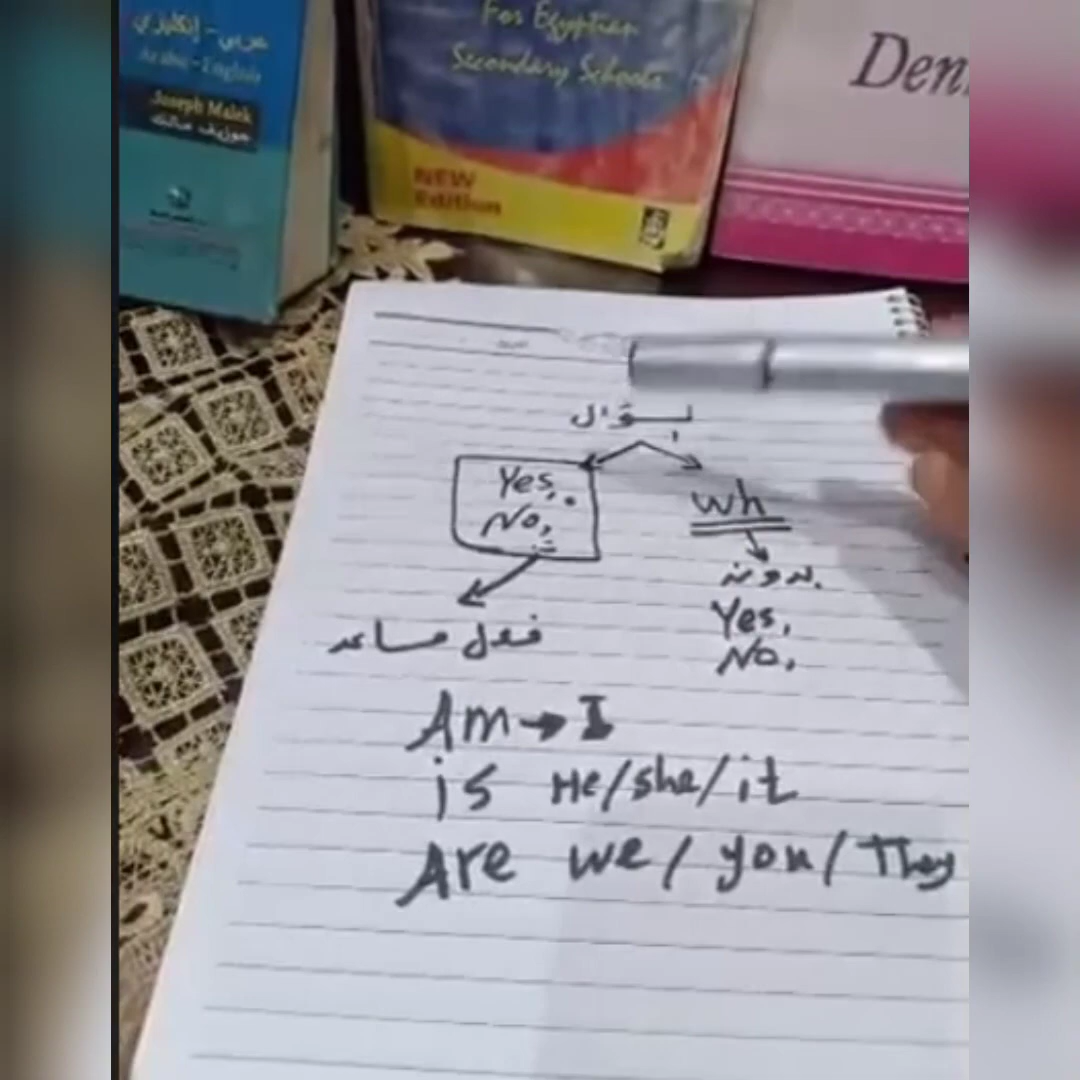 عربي - إنكليزي
Arabic - English
Joseph Malek
جوزيف مالك
For Egyptian
Secondary Schools
NEW
Edition
Den
السؤال
Yes,
No,
Wh
بدون
Yes,
No,
فعل مساعد
Am → I
is He/she/it
Are we/you/They